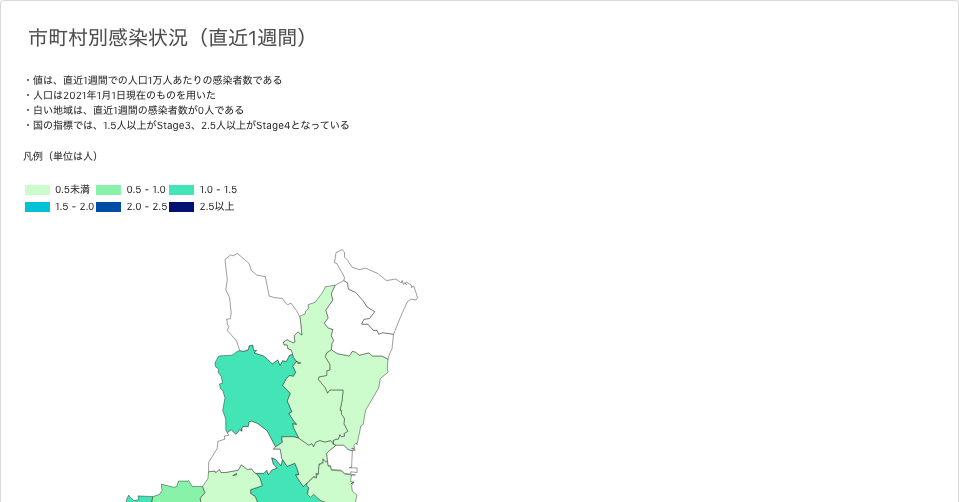 市町村別感染状況（直近1週間）
・値は、直近1週間での人口1万人あたりの感染者数である
・人口は2021年1月1日現在のものを用いた
・白い地域は、直近1週間の感染者数が0人である
・国の指標では、1.5人以上がStage3、2.5人以上がStage4となっている
凡例（単位は人）
0.5未満 0.5 - 1.0 1.0 - 1.5
1.5 - 2.0 2.0 - 2.5 2.5以上